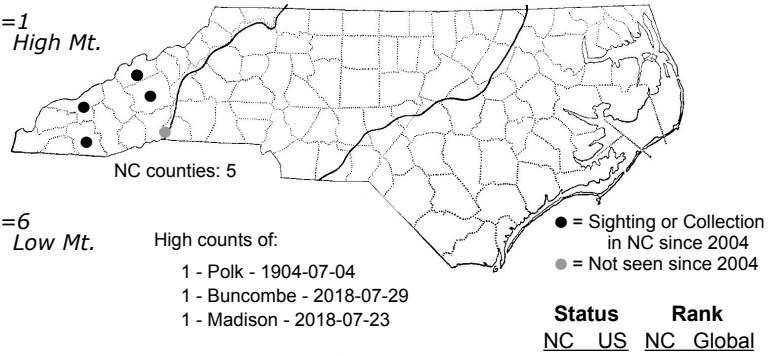 =1
High Mt.
NC counties: 5
=6
Low Mt.
High counts of:
1 - Polk - 1904-07-04
1 - Buncombe - 2018-07-29
1 - Madison - 2018-07-23
● = Sighting or Collection
in NC since 2004
● = Not seen since 2004
Status Rank
NC US NC Global